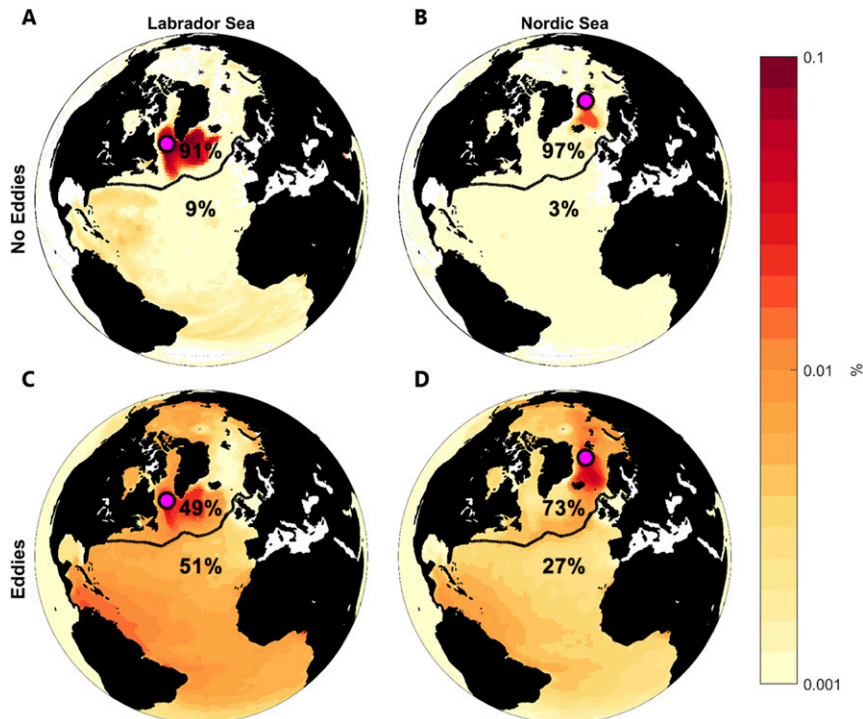 A
Labrador Sea
B
Nordic Sea
No Eddies
91%
9%
97%
3%
C
D
Eddies
49%
51%
73%
27%
0.1
0.01
%
0.001